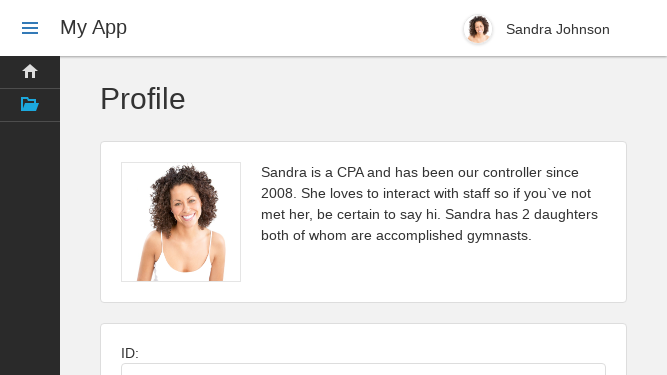 My App
Sandra Johnson
Profile
Sandra is a CPA and has been our controller since
2008. She loves to interact with staff so if you`ve not
met her, be certain to say hi. Sandra has 2 daughters
both of whom are accomplished gymnasts.
ID: